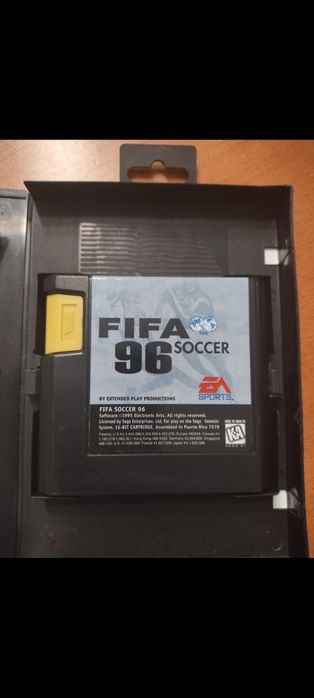 FIFA
96 SOCCER
BY EXTENDED PLAY PRODUCTIONS
EA
SPORTS
FIFA SOCCER 96
Software ©1995 Electronic Arts, All rights reserved.
Licensed by Sega Enterprises, Ltd. For play on the Sega Genesis
System. 16-BIT CARTRIDGE. Assembled in Puerto Rico 7579
K-A